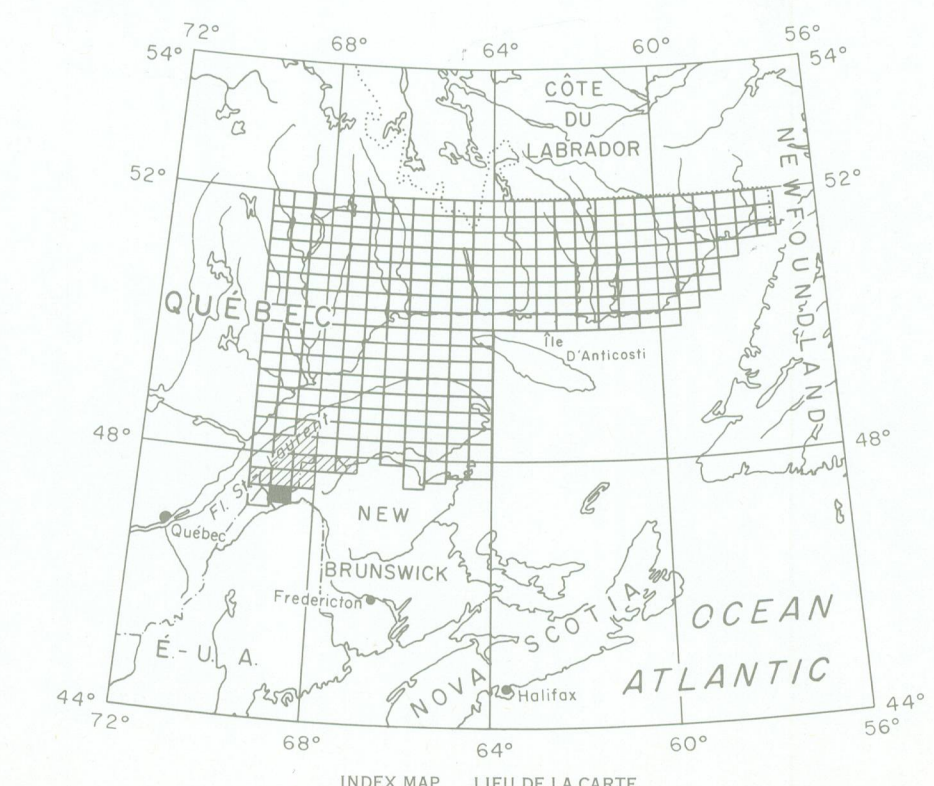 72° 68° 64° 60° 56°
54° 54°
CÔTE
DU
LABRADOR
52° 52°
NEWFOUNDLAND
QUÉBEC
Île
D'Anticosti
48° 48°
Fl. St Laurent
Québec
NEW
BRUNSWICK
Fredericton
É.-U. A.
NOVA SCOTIA
Halifax
OCEAN
ATLANTIC
44° 44°
72° 68° 64° 60° 56°
INDEX MAP LIEU DE LA CARTE